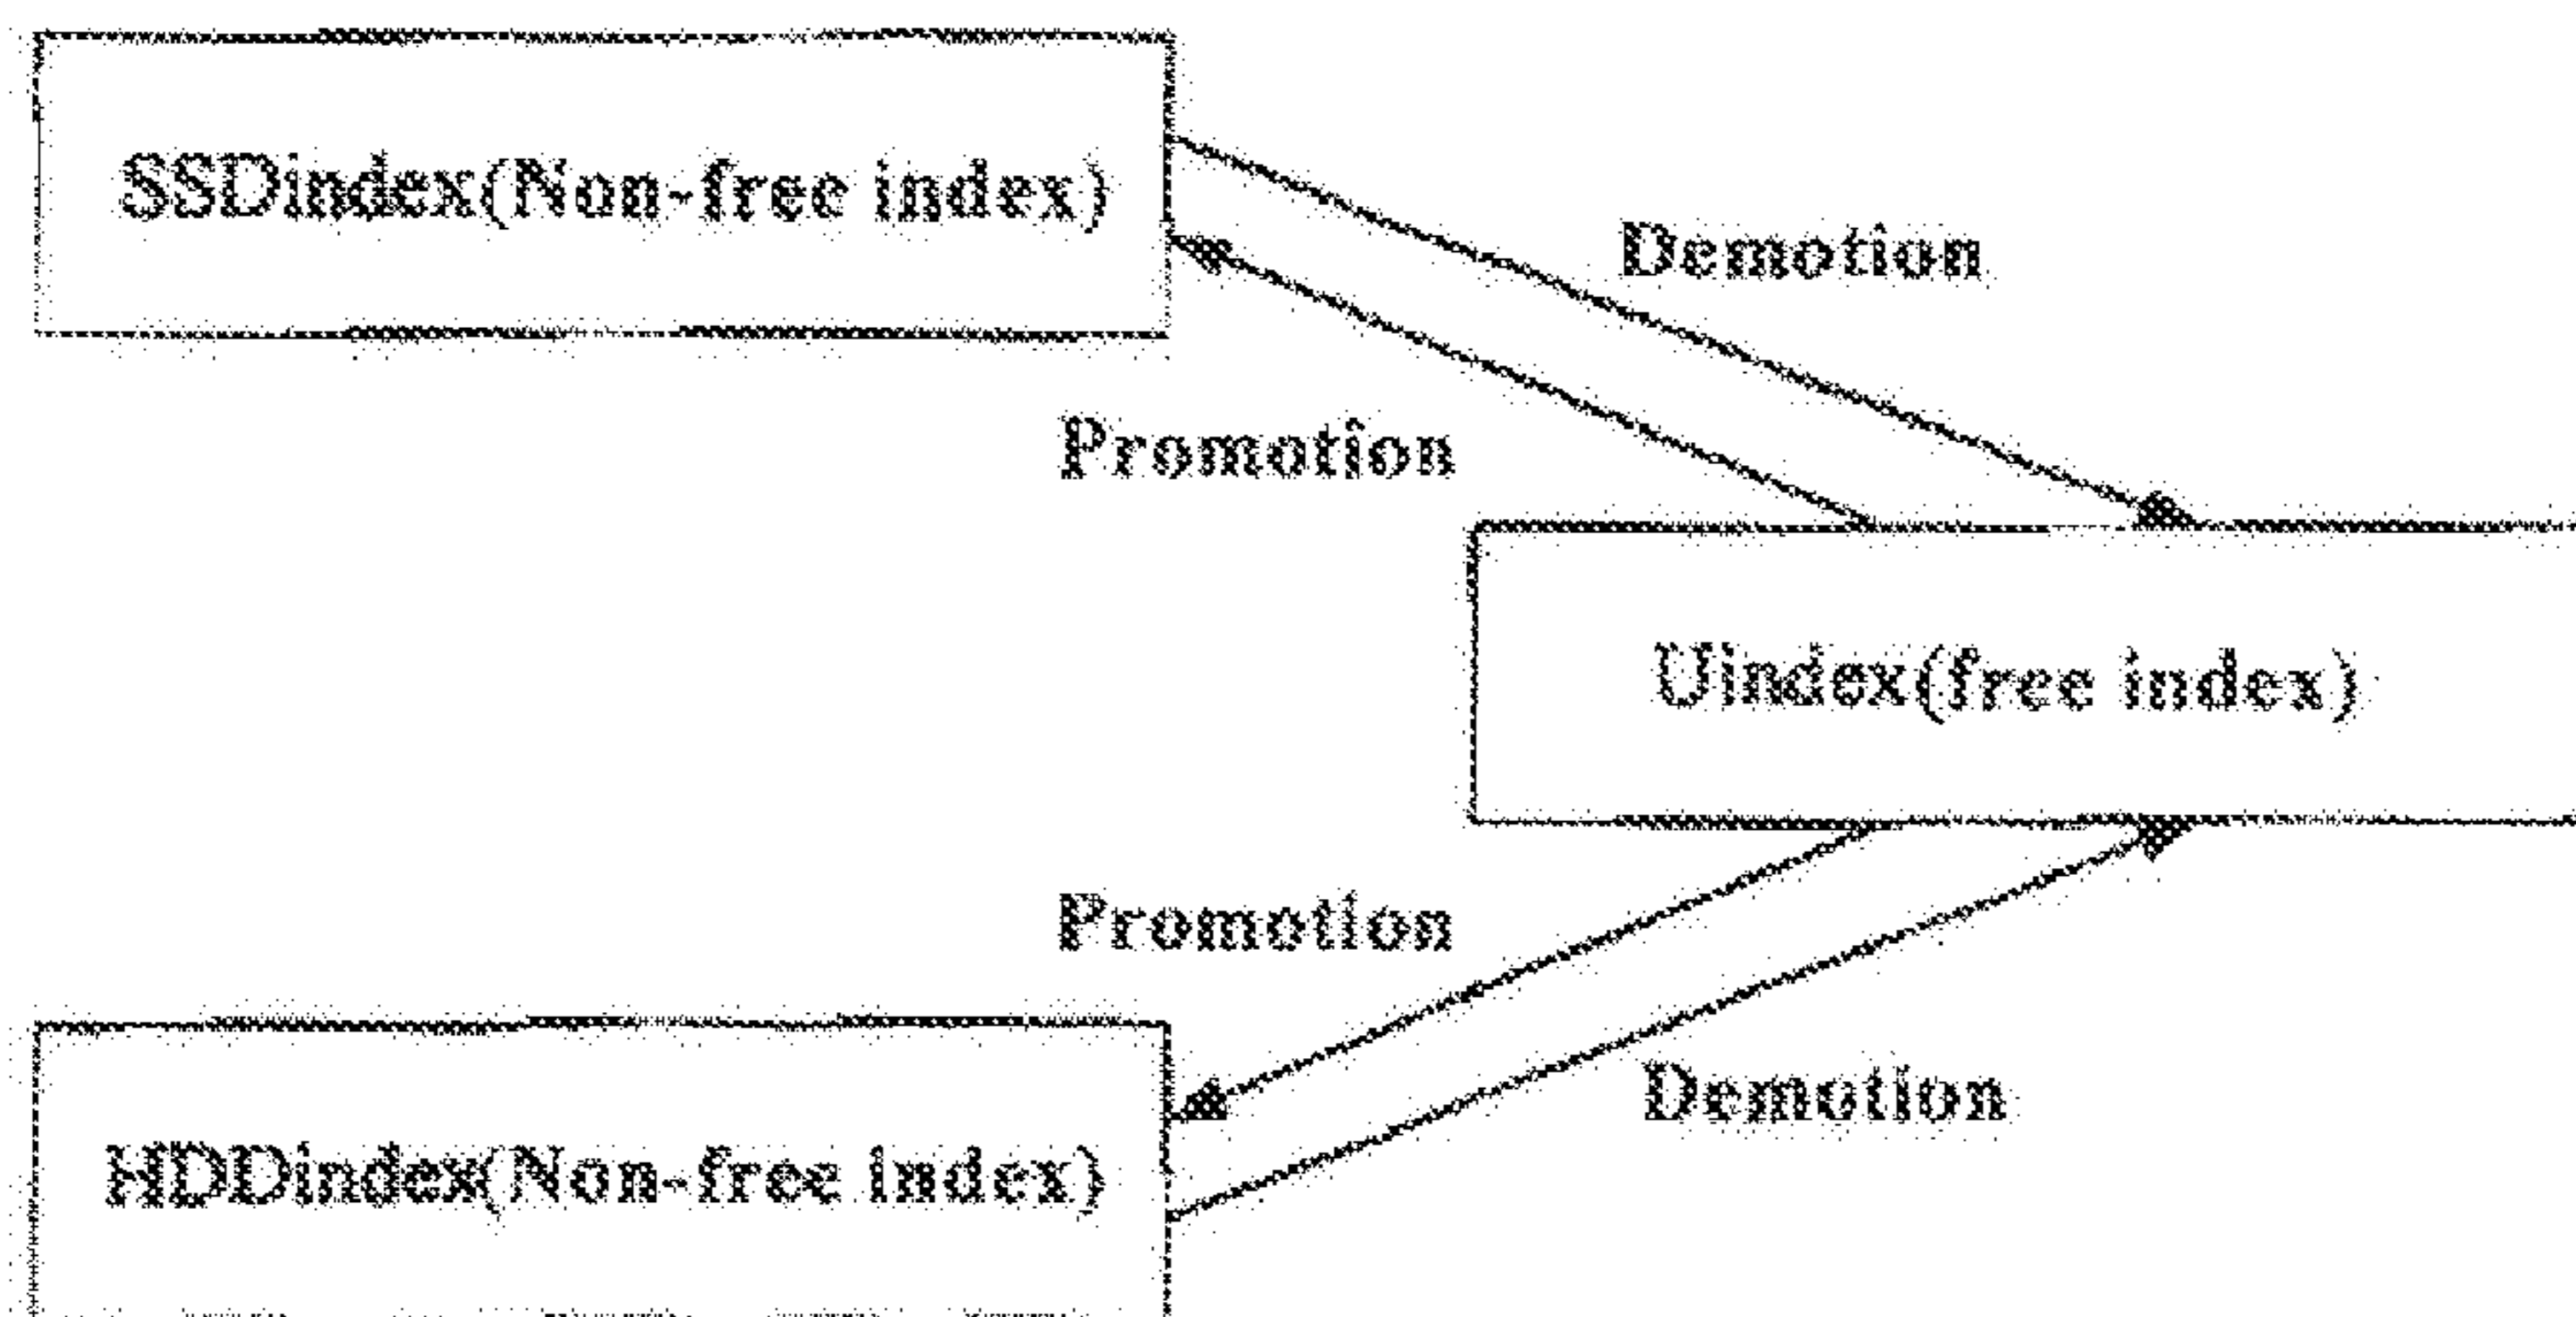 SSDindex(Non-free index)
Demotion
Promotion
Uindex(free index)
Promotion
Demotion
HDDindex(Non-free index)